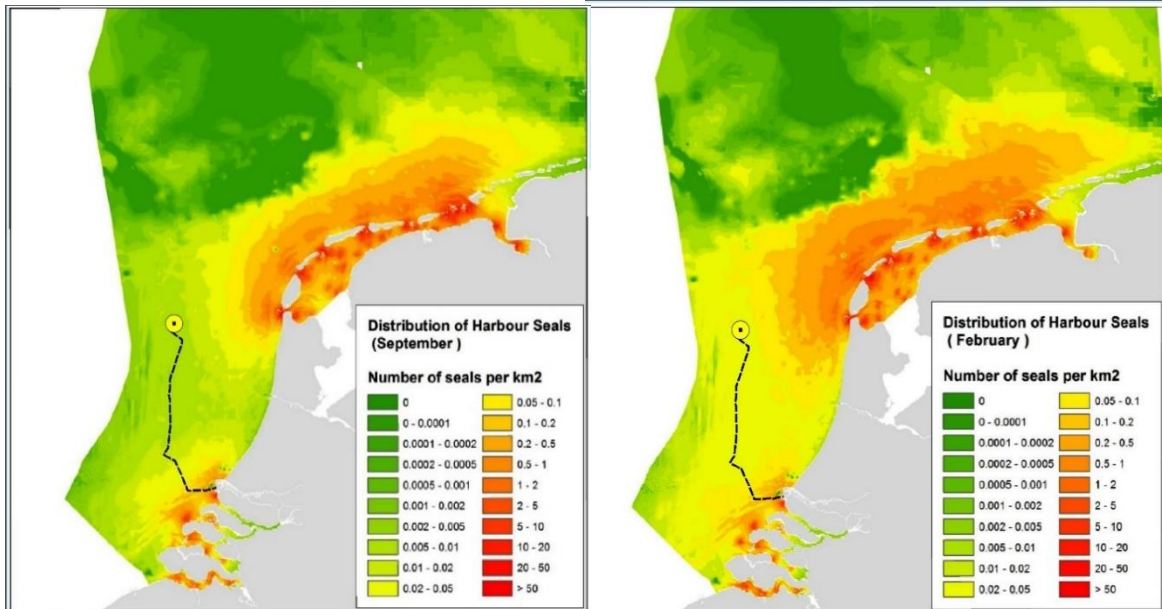 Distribution of Harbour Seals
(September )
Number of seals per km2
0
0 - 0.0001
0.0001 - 0.0002
0.0002 - 0.0005
0.0005 - 0.001
0.001 - 0.002
0.002 - 0.005
0.005 - 0.01
0.01 - 0.02
0.02 - 0.05
0.05 - 0.1
0.1 - 0.2
0.2 - 0.5
0.5 - 1
1 - 2
2 - 5
5 - 10
10 - 20
20 - 50
> 50
Distribution of Harbour Seals
( February )
Number of seals per km2
0
0 - 0.0001
0.0001 - 0.0002
0.0002 - 0.0005
0.0005 - 0.001
0.001 - 0.002
0.002 - 0.005
0.005 - 0.01
0.01 - 0.02
0.02 - 0.05
0.05 - 0.1
0.1 - 0.2
0.2 - 0.5
0.5 - 1
1 - 2
2 - 5
5 - 10
10 - 20
20 - 50
> 50